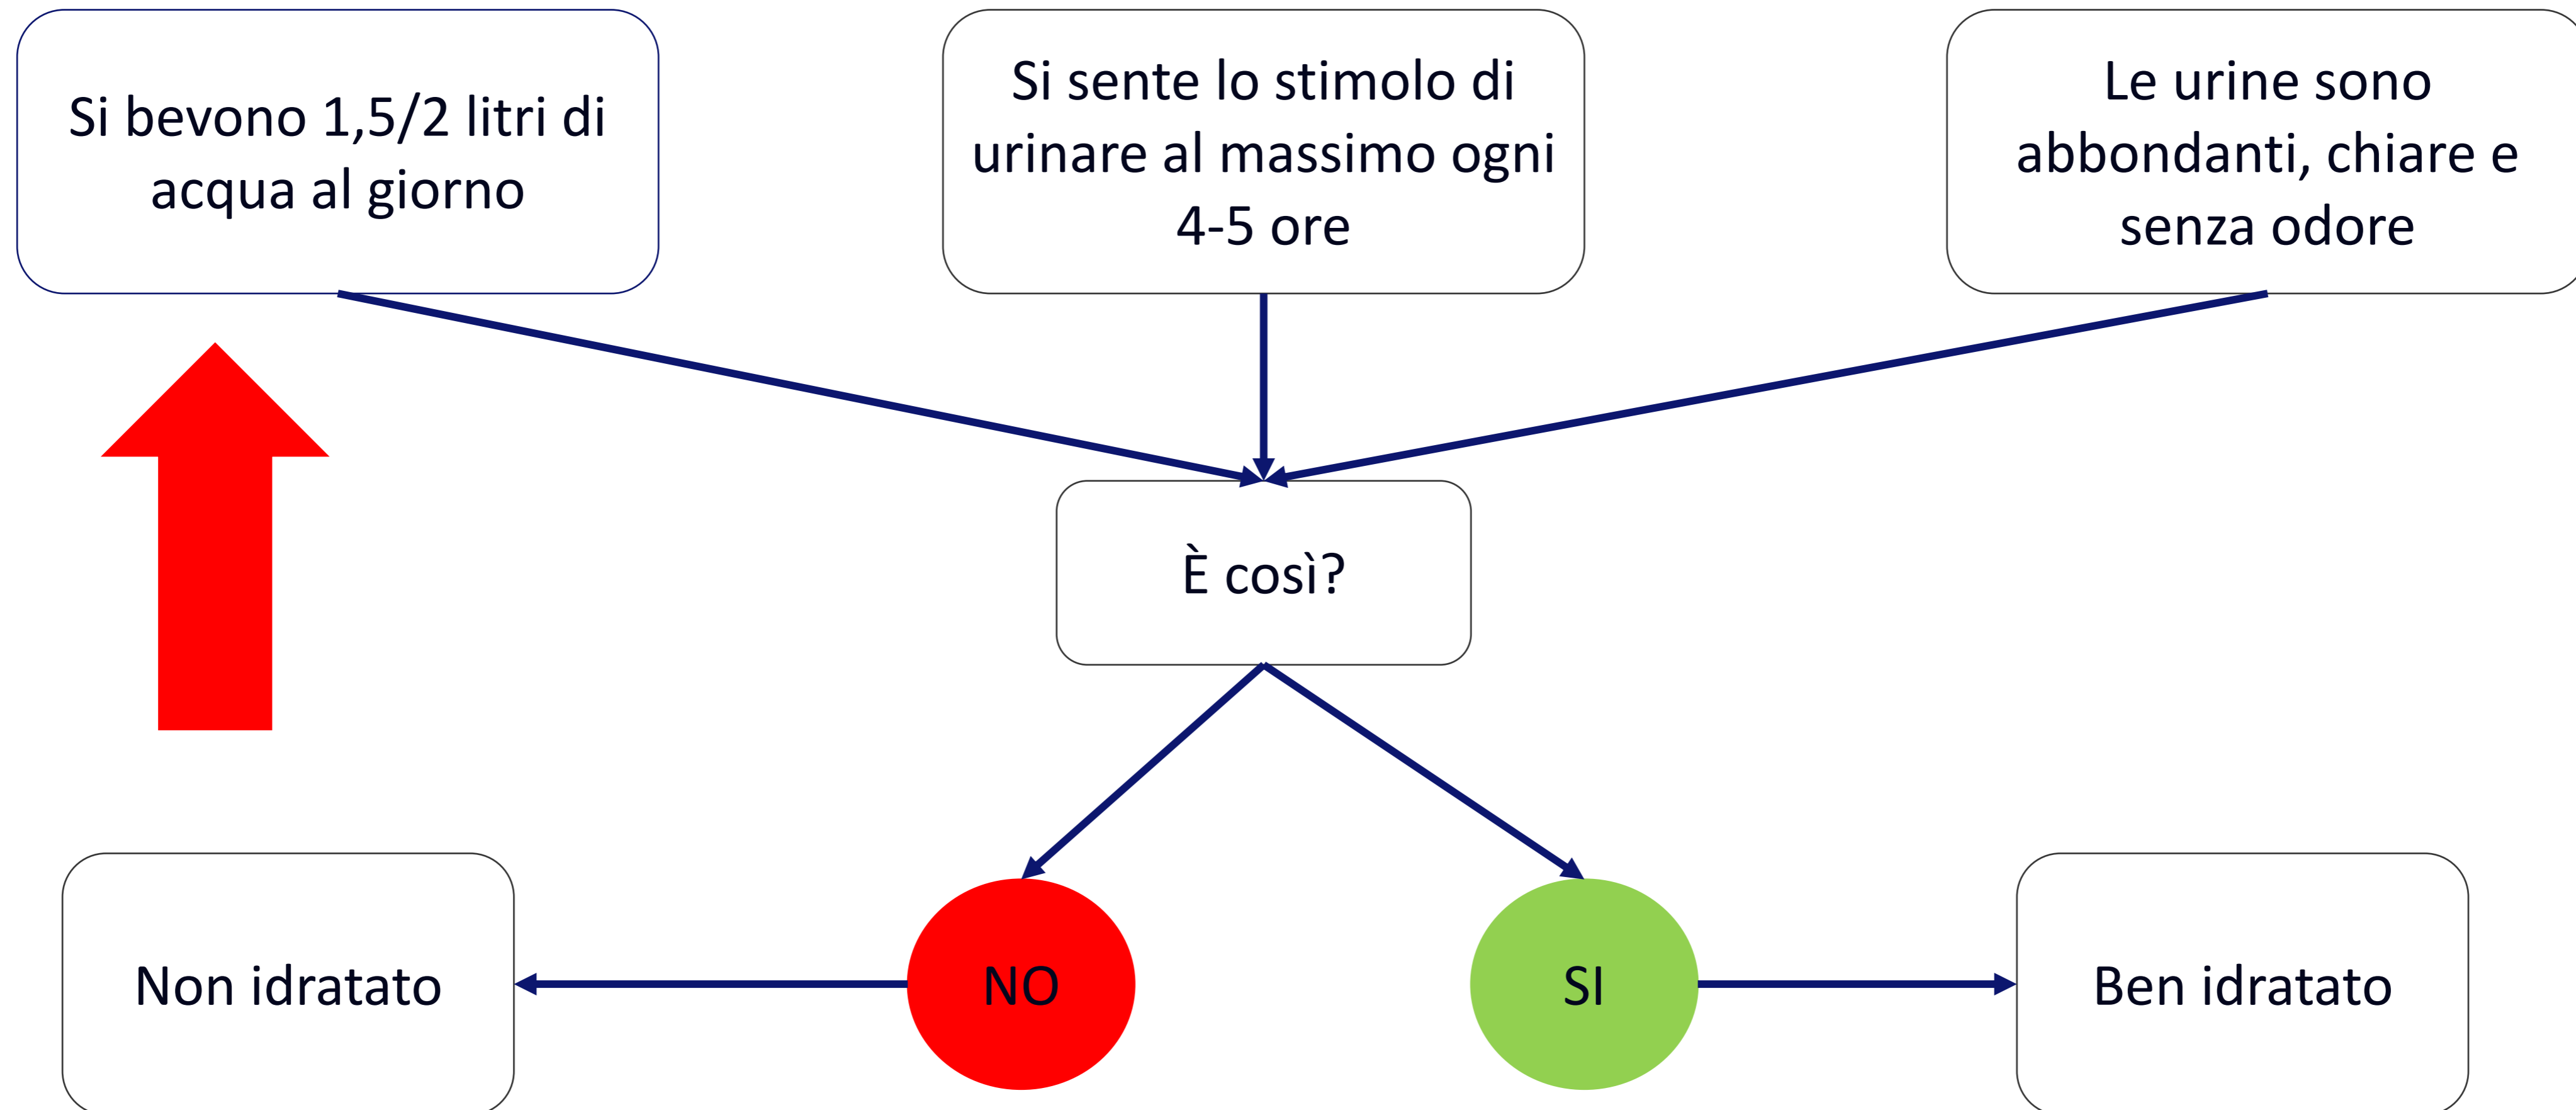 Si bevono 1,5/2 litri di
acqua al giorno
Si sente lo stimolo di
urinare al massimo ogni
4-5 ore
Le urine sono
abbondanti, chiare e
senza odore
È così?
Non idratato
NO
SI
Ben idratato